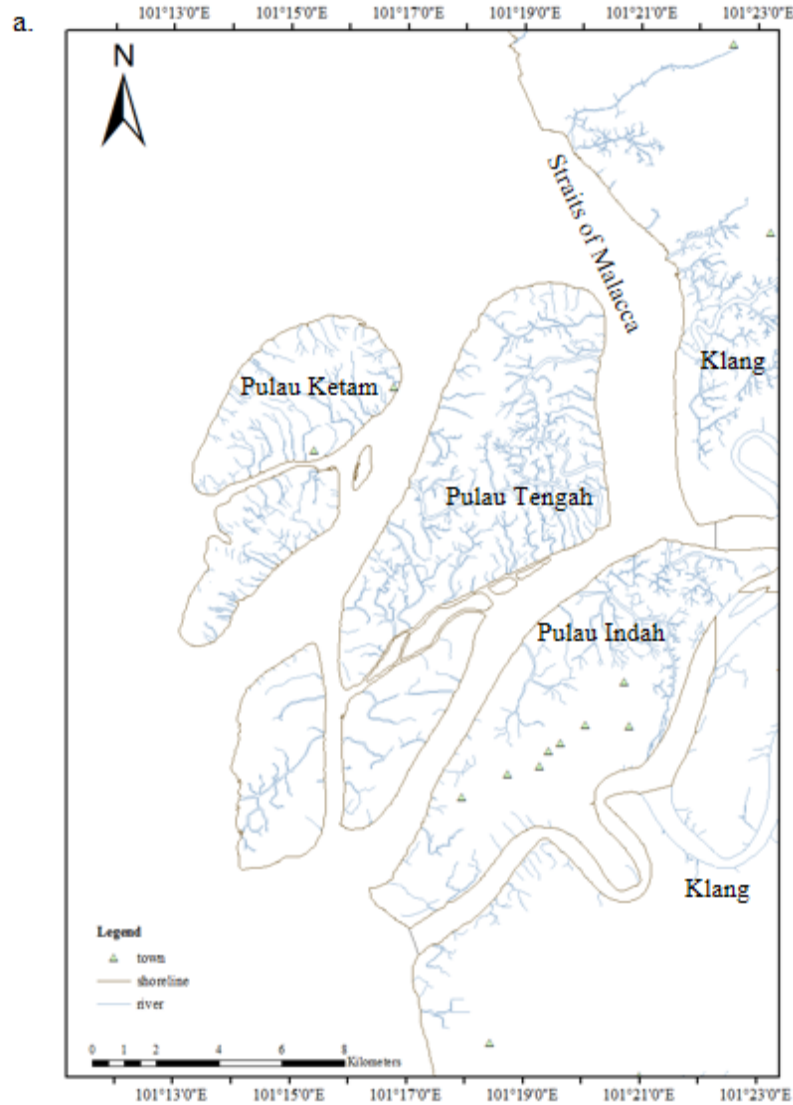 a.
101°13'0"E 101°15'0"E 101°17'0"E 101°19'0"E 101°21'0"E 101°23'0"E
N
Straits of Malacca
Klang
Pulau Ketam
Pulau Tengah
Pulau Indah
Klang
Legend
town
shoreline
river
0 1 2 4 6 8
Kilometers
101°13'0"E 101°15'0"E 101°17'0"E 101°19'0"E 101°21'0"E 101°23'0"E